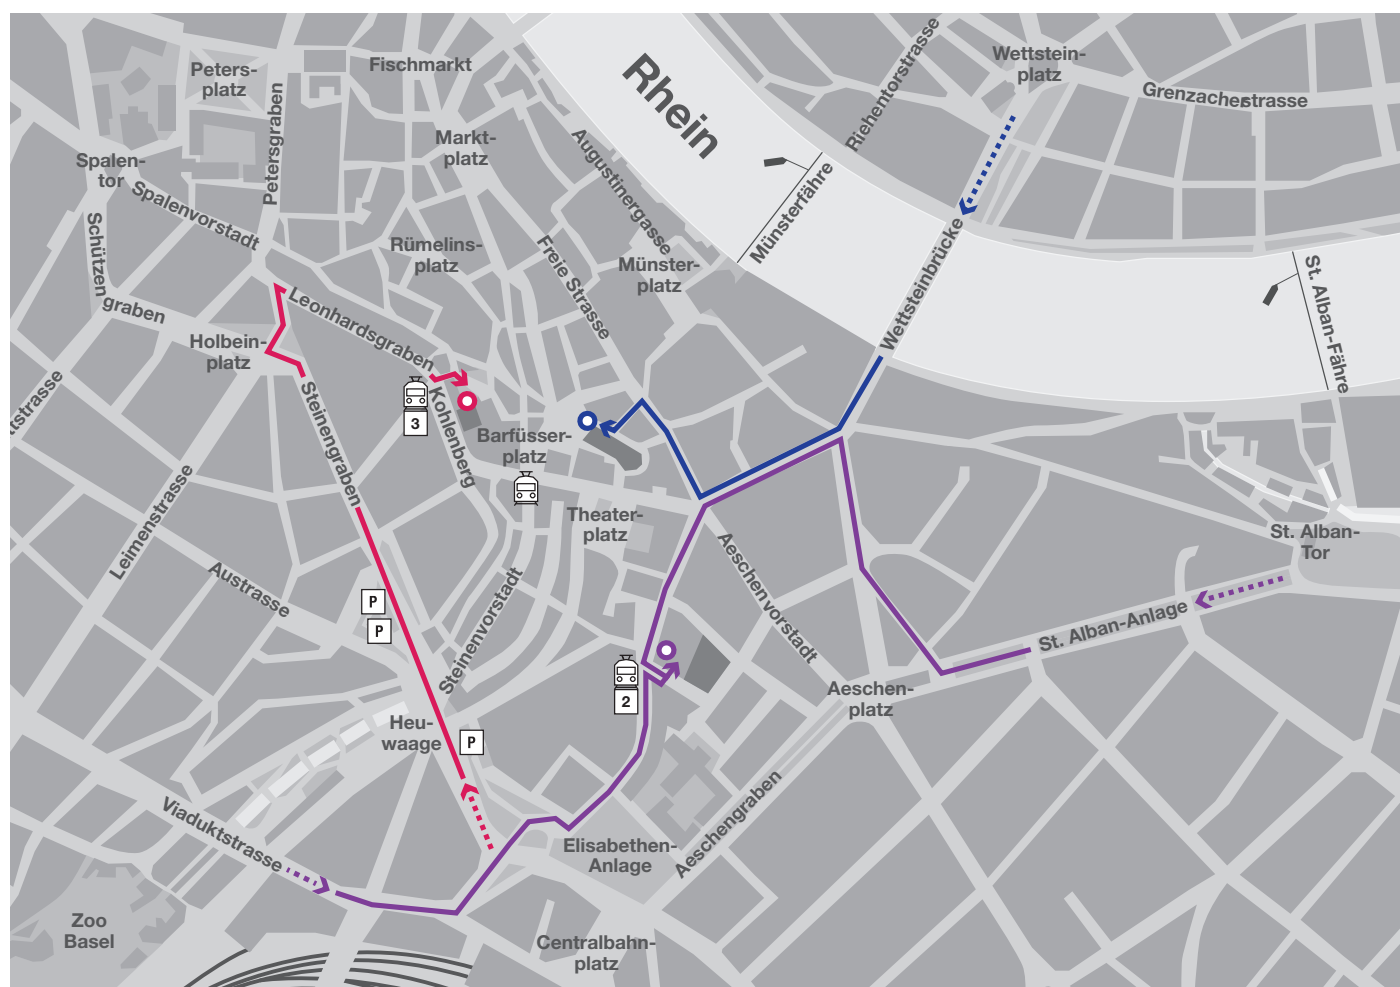 Rhein
Wettstein-
platz
Riehentorstrasse
Grenzacherstrasse
Fischmarkt
Peters-
platz
Petersgraben
Markt-
platz
Augustinergasse
Spalen-
tor
Spalenvorstadt
Schützen
graben
Münsterfähre
Wettsteinbrücke
St. Alban-Fähre
Rümelins-
platz
Freie Strasse
Münster-
platz
Leonhardsgraben
Holbein-
platz
3
Kohlenberg
Steinengraben
Barfüsser-
platz
Theater-
platz
Leimenstrasse
Austrasse
P
P
Steinenvorstadt
Aeschenvorstadt
St. Alban-
Tor
St. Alban-Anlage
2
Aeschen-
platz
Heu-
waage
P
Viaduktstrasse
Elisabethen-
Anlage
Aeschengraben
Zoo
Basel
Centralbahn-
platz